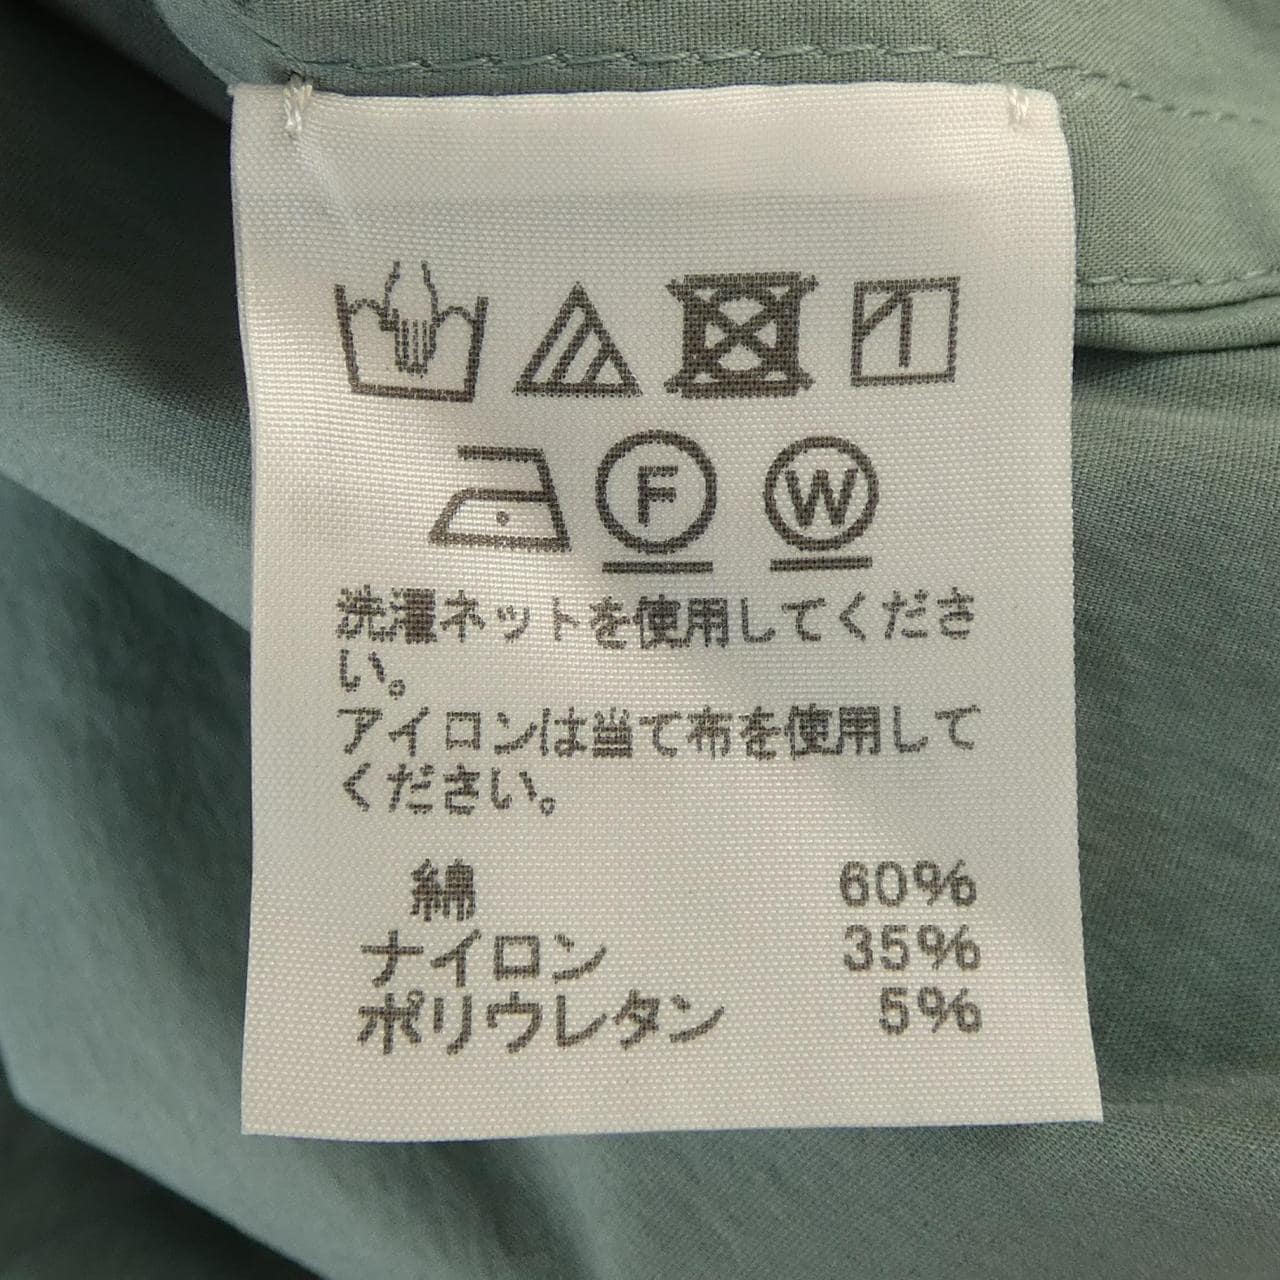 F W
洗濯ネットを使用してくださ
い。
アイロンは当て布を使用して
ください。
綿 60%
ナイロン 35%
ポリウレタン 5%